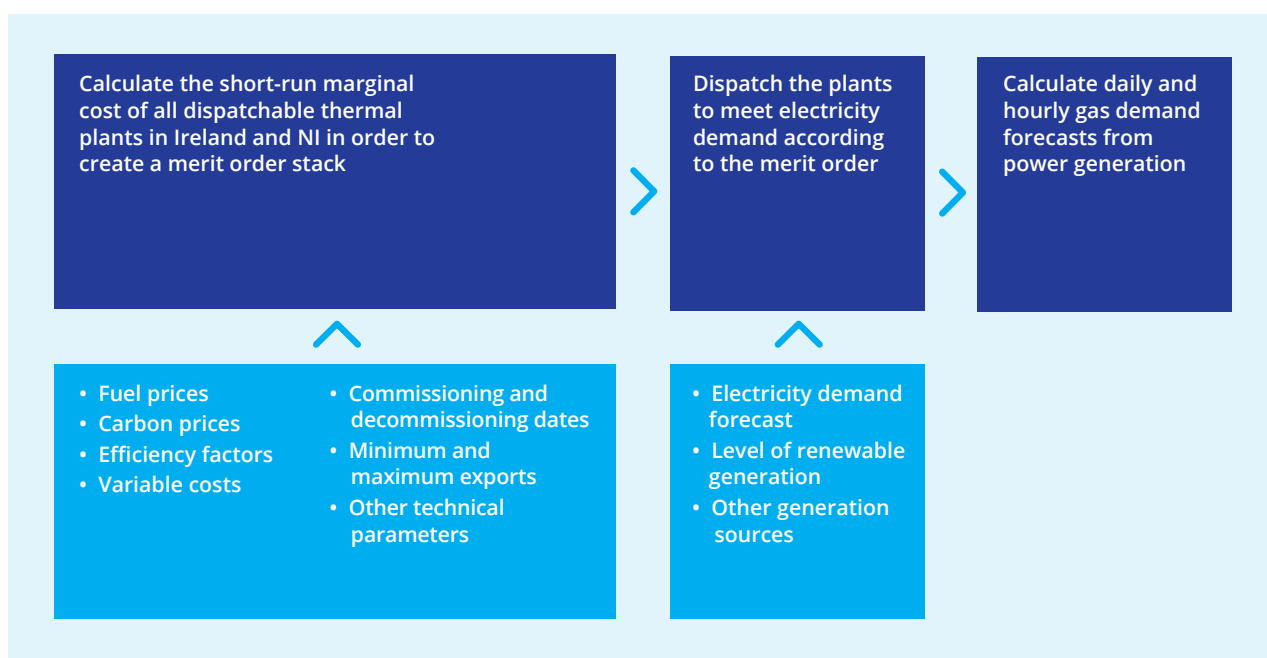 Calculate the short-run marginal
cost of all dispatchable thermal
plants in Ireland and NI in order to
create a merit order stack
Dispatch the plants
to meet electricity
demand according
to the merit order
Calculate daily and
hourly gas demand
forecasts from
power generation
• Fuel prices
• Carbon prices
• Efficiency factors
• Variable costs
• Commissioning and
decommissioning dates
• Minimum and
maximum exports
• Other technical
parameters
• Electricity demand
forecast
• Level of renewable
generation
• Other generation
sources